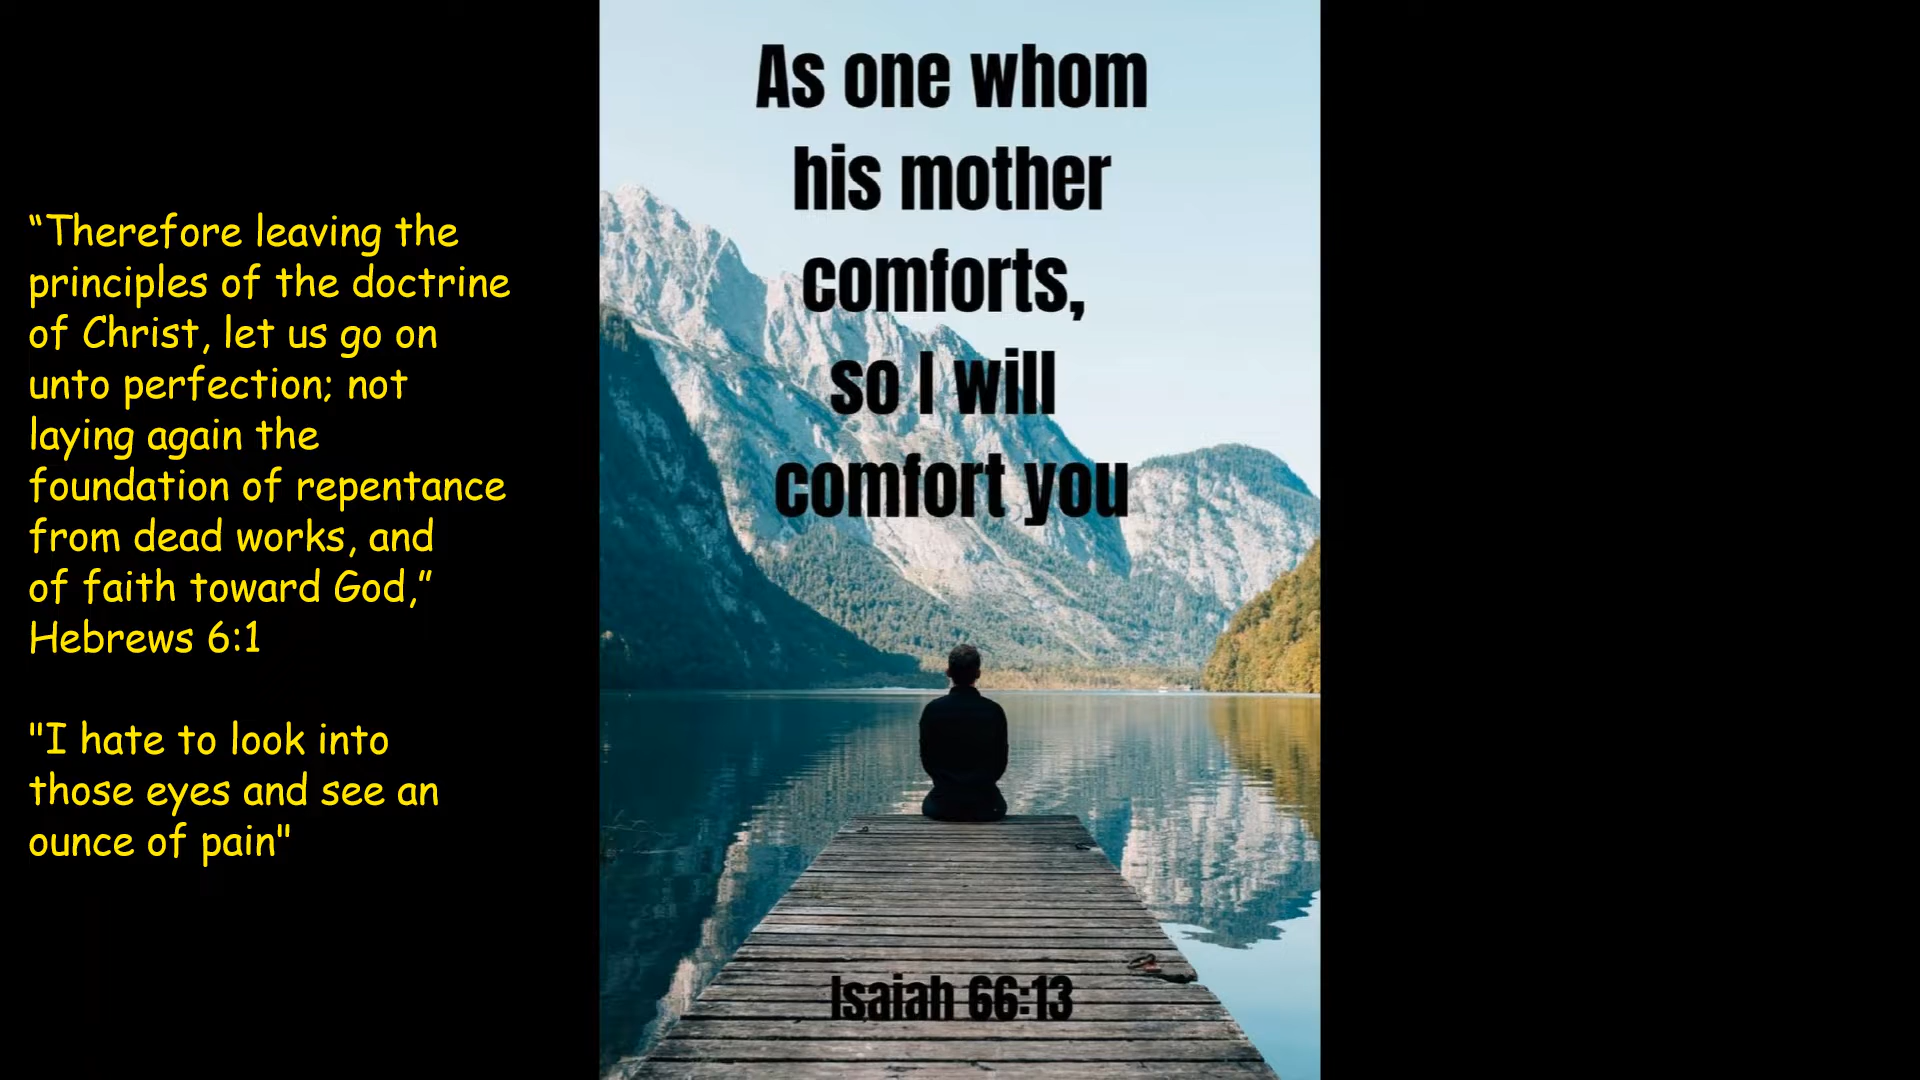 “Therefore leaving the
principles of the doctrine
of Christ, let us go on
unto perfection; not
laying again the
foundation of repentance
from dead works, and
of faith toward God,”
Hebrews 6:1
"I hate to look into
those eyes and see an
ounce of pain"
As one whom
his mother
comforts,
so I will
comfort you
Isaiah 66:13